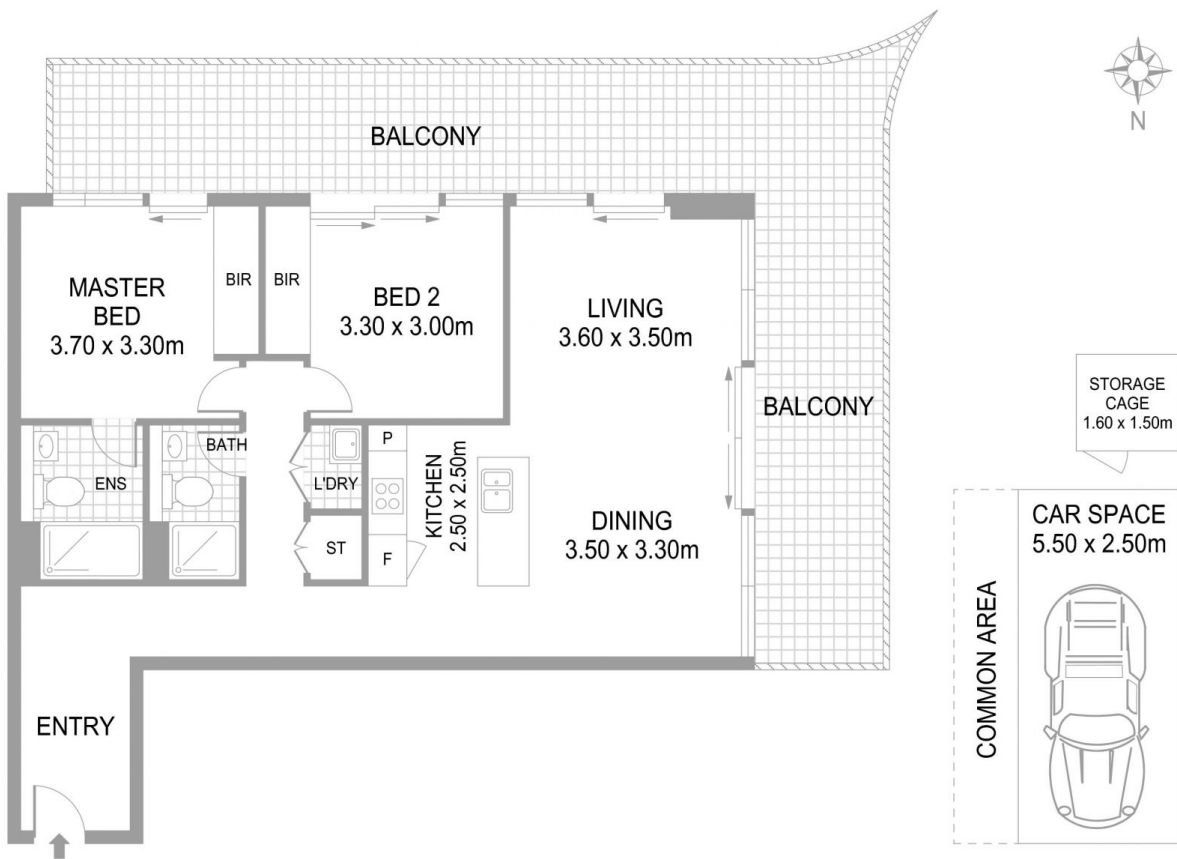 BALCONY
N
MASTER
BED
3.70 x 3.30m
BIR
BIR
BED 2
3.30 x 3.00m
LIVING
3.60 x 3.50m
BALCONY
STORAGE
CAGE
1.60 x 1.50m
ENS
BATH
L'DRY
ST
P
F
KITCHEN
2.50 x 2.50m
DINING
3.50 x 3.30m
CAR SPACE
5.50 x 2.50m
COMMON AREA
ENTRY